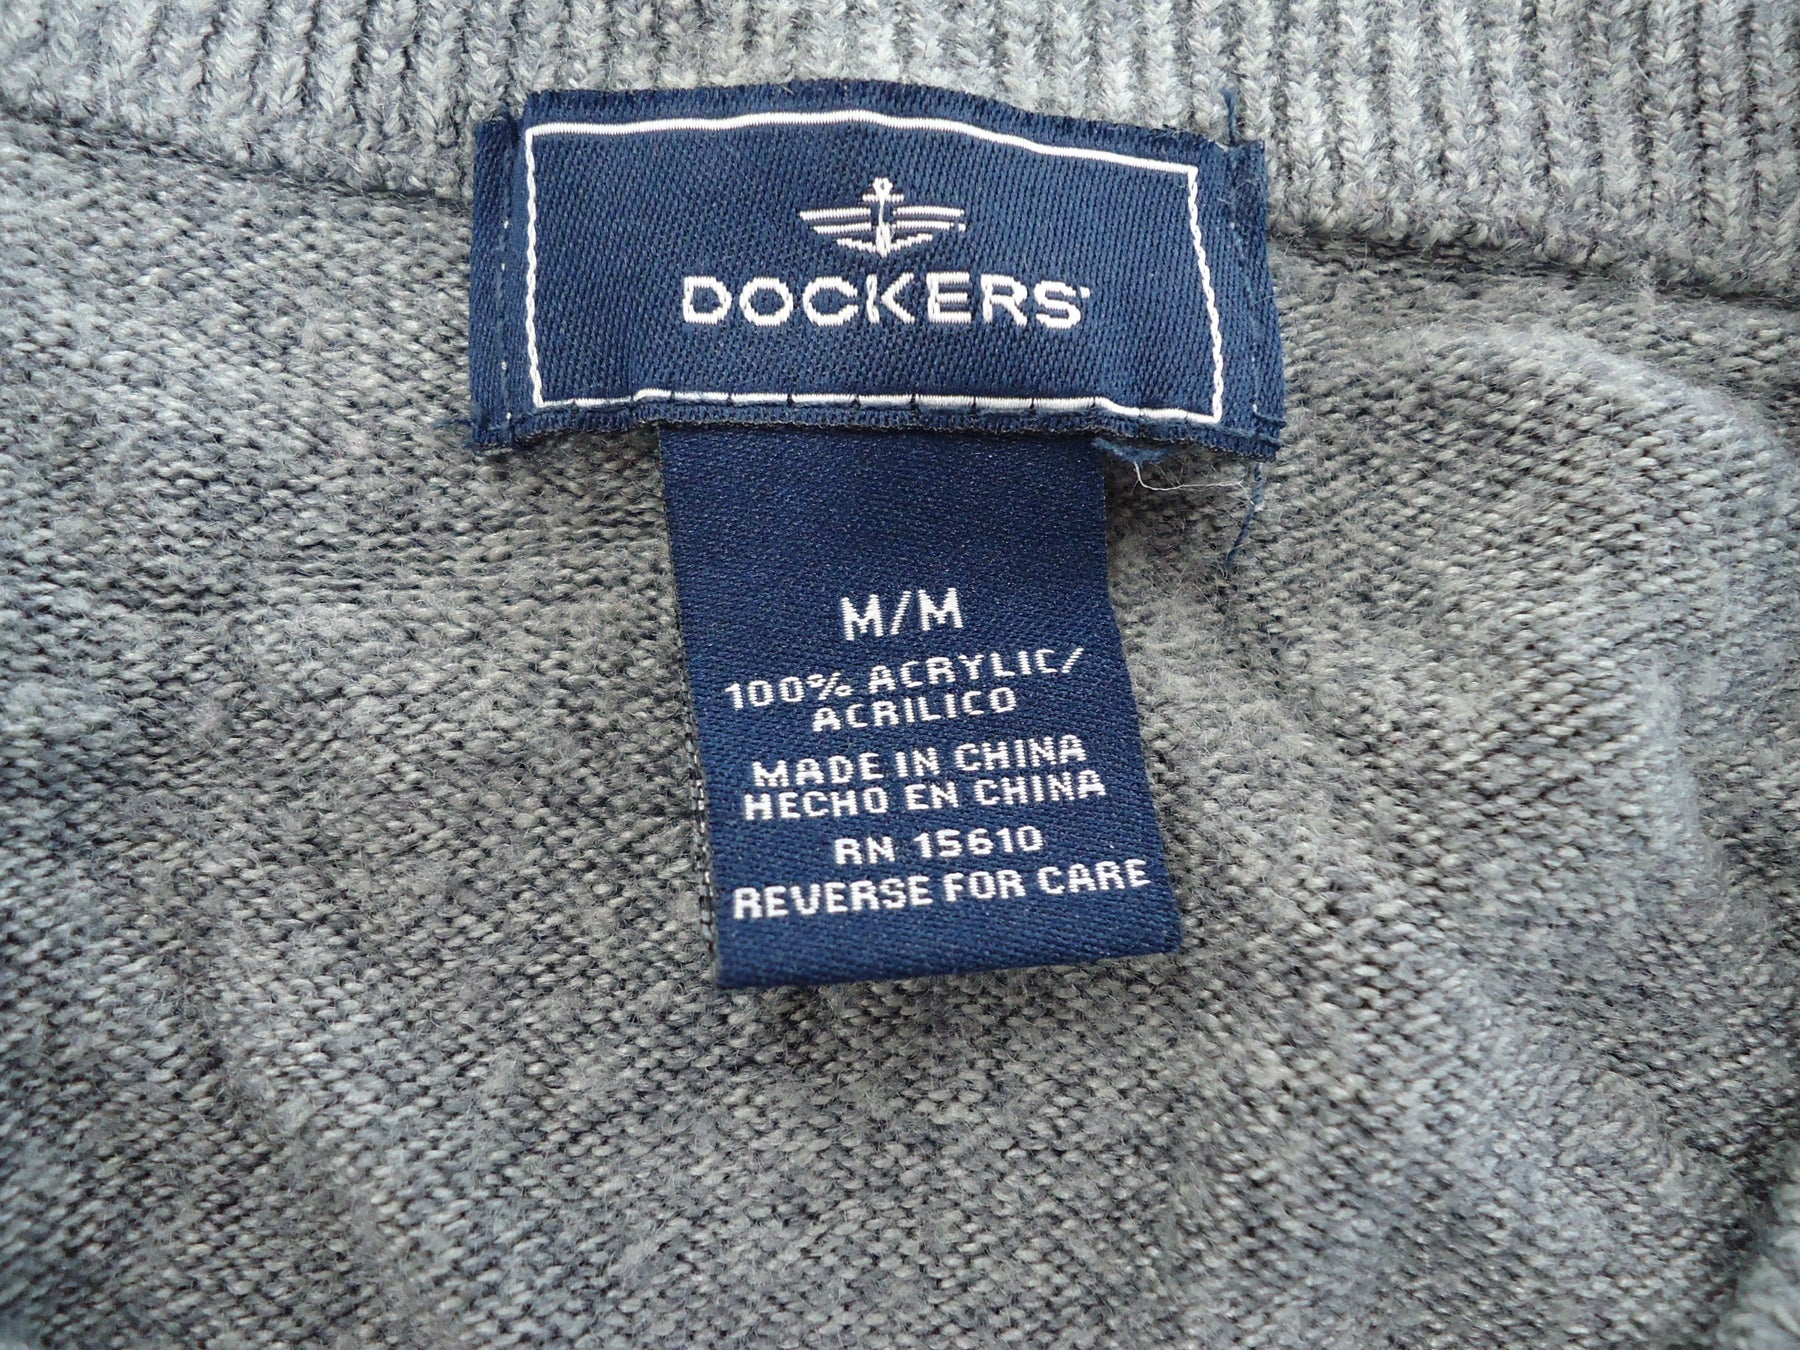 DOCKERS
M/M
100% ACRYLIC/
ACRILICO
MADE IN CHINA
HECHO EN CHINA
RN 15610
REVERSE FOR CARE